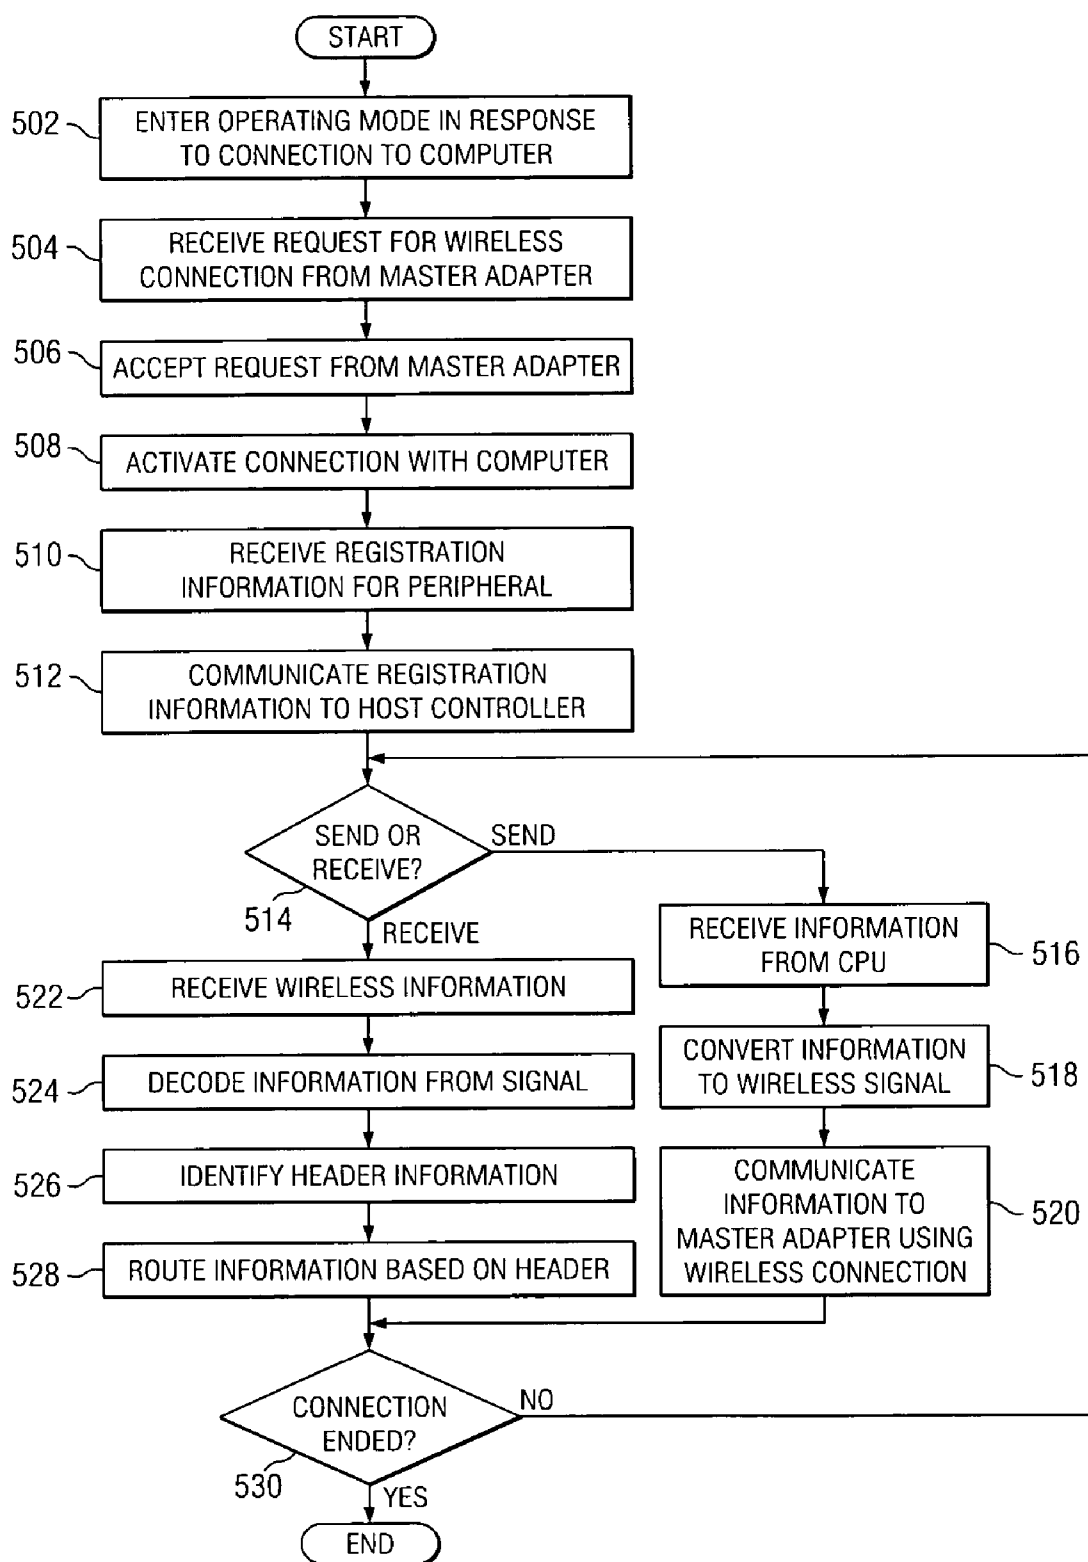 START
502
ENTER OPERATING MODE IN RESPONSE
TO CONNECTION TO COMPUTER
504
RECEIVE REQUEST FOR WIRELESS
CONNECTION FROM MASTER ADAPTER
506
ACCEPT REQUEST FROM MASTER ADAPTER
508
ACTIVATE CONNECTION WITH COMPUTER
510
RECEIVE REGISTRATION
INFORMATION FOR PERIPHERAL
512
COMMUNICATE REGISTRATION
INFORMATION TO HOST CONTROLLER
SEND OR
RECEIVE?
514
SEND
RECEIVE
RECEIVE INFORMATION
FROM CPU
516
CONVERT INFORMATION
TO WIRELESS SIGNAL
518
COMMUNICATE
INFORMATION TO
MASTER ADAPTER USING
WIRELESS CONNECTION
520
522
RECEIVE WIRELESS INFORMATION
524
DECODE INFORMATION FROM SIGNAL
526
IDENTIFY HEADER INFORMATION
528
ROUTE INFORMATION BASED ON HEADER
CONNECTION
ENDED?
530
NO
YES
END